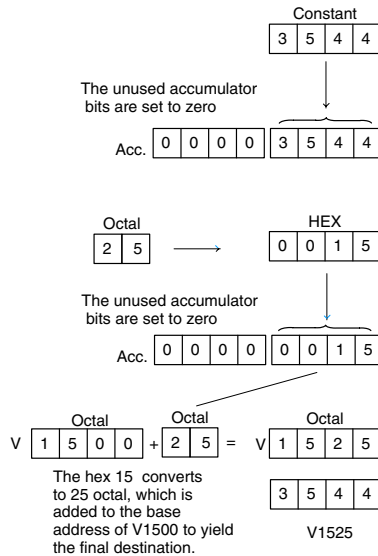 Constant
3 5 4 4
The unused accumulator
bits are set to zero
Acc. 0 0 0 0 3 5 4 4
Octal
2 5
HEX
0 0 1 5
The unused accumulator
bits are set to zero
Acc. 0 0 0 0 0 0 1 5
Octal Octal Octal
V 1 5 0 0 + 2 5 = V 1 5 2 5
The hex 15 converts
to 25 octal, which is
added to the base
address of V1500 to yield
the final destination.
3 5 4 4
V1525